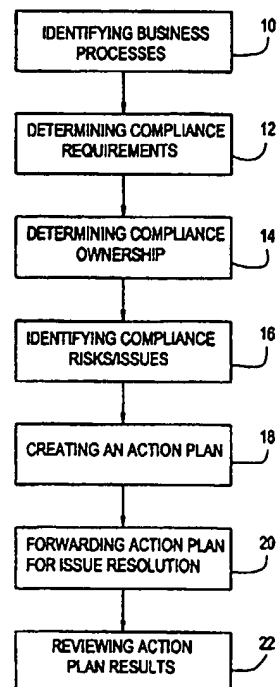 IDENTIFYING BUSINESS
PROCESSES
10
DETERMINING COMPLIANCE
REQUIREMENTS
12
DETERMINING COMPLIANCE
OWNERSHIP
14
IDENTIFYING COMPLIANCE
RISKS/ISSUES
16
CREATING AN ACTION PLAN
18
FORWARDING ACTION PLAN
FOR ISSUE RESOLUTION
20
REVIEWING ACTION
PLAN RESULTS
22